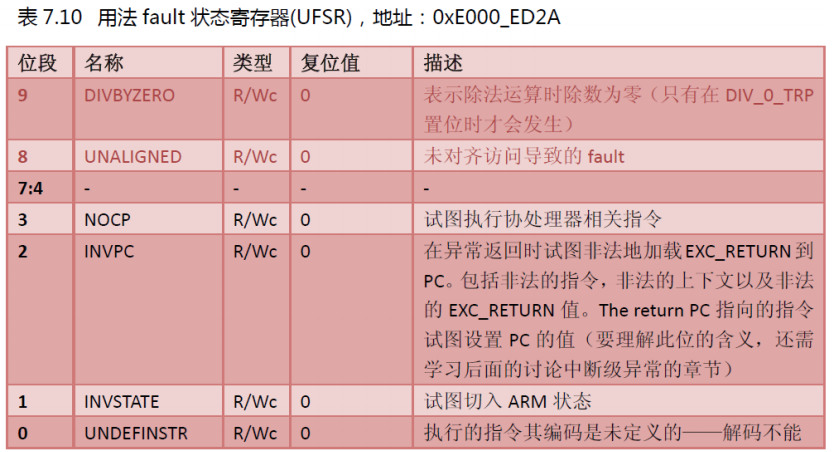 表 7.10 用法 fault 状态寄存器(UFSR)，地址：0xE000_ED2A
位段 名称 类型 复位值 描述
9 DIVBYZERO R/Wc 0 表示除法运算时除数为零（只有在 DIV_0_TRP
置位时才会发生）
8 UNALIGNED R/Wc 0 未对齐访问导致的 fault
7:4 - - - -
3 NOCP R/Wc 0 试图执行协处理器相关指令
2 INVPC R/Wc 0 在异常返回时试图非法地加载 EXC_RETURN 到
PC。包括非法的指令，非法的上下文以及非法
的 EXC_RETURN 值。The return PC 指向的指令
试图设置 PC 的值（要理解此位的含义，还需
学习后面的讨论中断级异常的章节）
1 INVSTATE R/Wc 0 试图切入 ARM 状态
0 UNDEFINSTR R/Wc 0 执行的指令其编码是未定义的——解码不能